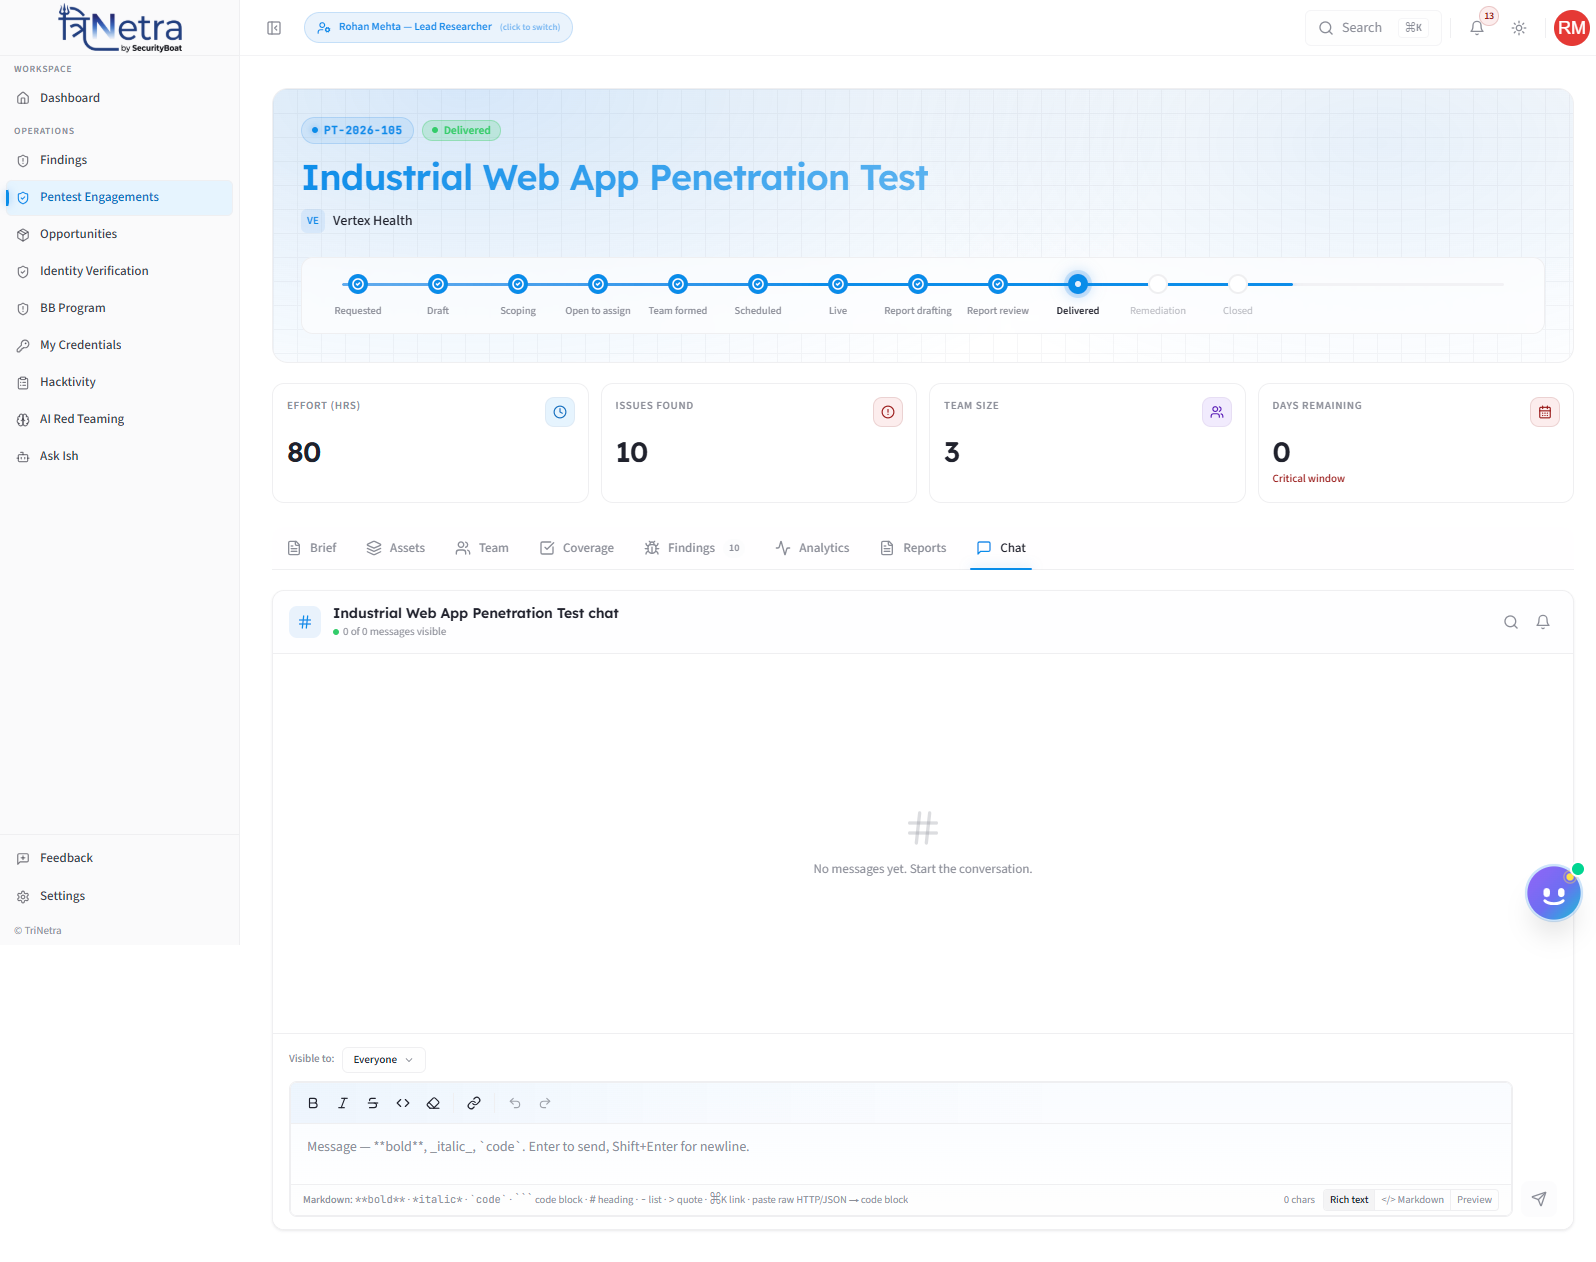 त्रिNetra
by SecurityBoat
WORKSPACE
Dashboard
OPERATIONS
Findings
Pentest Engagements
Opportunities
Identity Verification
BB Program
My Credentials
Hacktivity
AI Red Teaming
Ask Ish
Feedback
Settings
© TriNetra
Rohan Mehta — Lead Researcher (click to switch)
Search ⌘K
13
RM
PT-2026-105
Delivered
Industrial Web App Penetration Test
VE Vertex Health
Requested
Draft
Scoping
Open to assign
Team formed
Scheduled
Live
Report drafting
Report review
Delivered
Remediation
Closed
EFFORT (HRS)
80
ISSUES FOUND
10
TEAM SIZE
3
DAYS REMAINING
0
Critical window
Brief
Assets
Team
Coverage
Findings 10
Analytics
Reports
Chat
# Industrial Web App Penetration Test chat
0 of 0 messages visible
#
No messages yet. Start the conversation.
Visible to: Everyone
Message — **bold**, _italic_, `code`. Enter to send, Shift+Enter for newline.
Markdown: **bold** · *italic* · `code` · ``` code block · # heading · - list · > quote · ⌘K link · paste raw HTTP/JSON → code block
0 chars
Rich text
</> Markdown
Preview